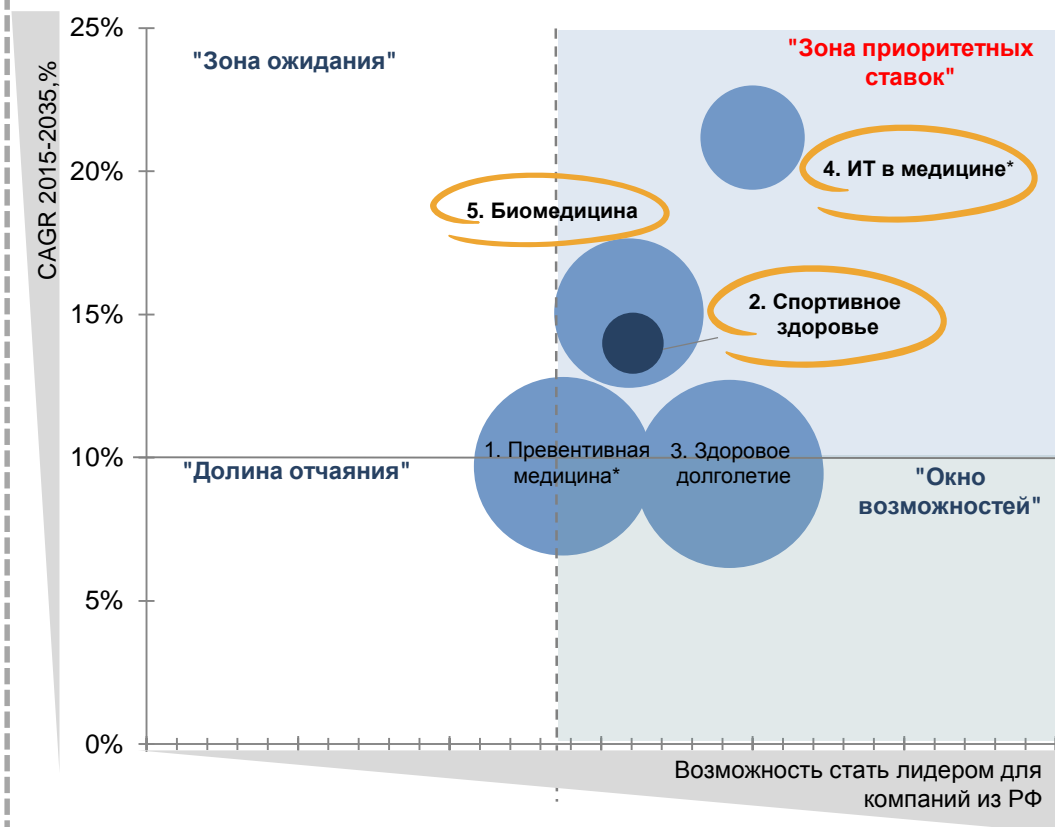 25%
"Зона ожидания"
"Зона приоритетных
ставок"
CAGR 2015-2035,%
20%
4. ИТ в медицине*
5. Биомедицина
15%
2. Спортивное
здоровье
10%
1. Превентивная
медицина*
3. Здоровое
долголетие
"Долина отчаяния"
"Окно
возможностей"
5%
0%
Возможность стать лидером для
компаний из РФ